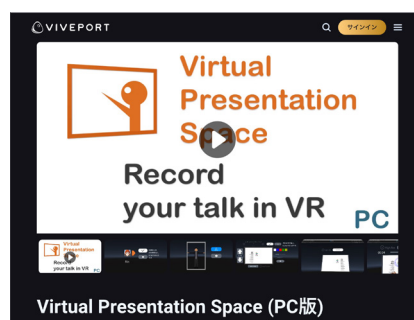 VIVEPORT
サインイン
Virtual
Presentation
Space
Record
your talk in VR
PC
Virtual
Presentation
Space
Record
your talk in VR
PC
Virtual Presentation Space (PC版)